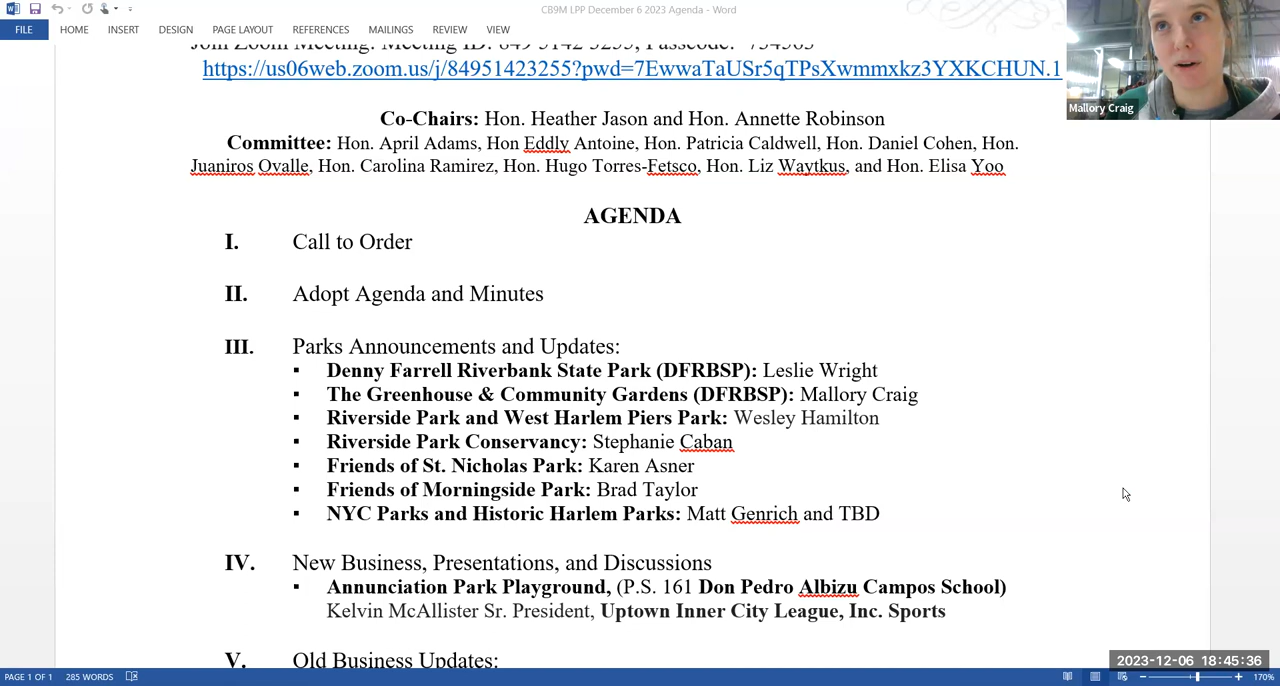 CB9M LPP December 6 2023 Agenda - Word
FILE HOME INSERT DESIGN PAGE LAYOUT REFERENCES MAILINGS REVIEW VIEW
Join Zoom Meeting: Meeting ID: 849 5142 3255, Passcode:
https://us06web.zoom.us/j/84951423255?pwd=7EwwaTaUSr5qTPsXwmmxkz3YXKCHUN.1
Mallory Craig
Co-Chairs: Hon. Heather Jason and Hon. Annette Robinson
Committee: Hon. April Adams, Hon Eddly Antoine, Hon. Patricia Caldwell, Hon. Daniel Cohen, Hon.
Juaniros Ovalle, Hon. Carolina Ramirez, Hon. Hugo Torres-Fetsco, Hon. Liz Waytkus, and Hon. Elisa Yoo
AGENDA
I. Call to Order
II. Adopt Agenda and Minutes
III. Parks Announcements and Updates:
▪ Denny Farrell Riverbank State Park (DFRBSP): Leslie Wright
▪ The Greenhouse & Community Gardens (DFRBSP): Mallory Craig
▪ Riverside Park and West Harlem Piers Park: Wesley Hamilton
▪ Riverside Park Conservancy: Stephanie Caban
▪ Friends of St. Nicholas Park: Karen Asner
▪ Friends of Morningside Park: Brad Taylor
▪ NYC Parks and Historic Harlem Parks: Matt Genrich and TBD
IV. New Business, Presentations, and Discussions
▪ Annunciation Park Playground, (P.S. 161 Don Pedro Albizu Campos School)
Kelvin McAllister Sr. President, Uptown Inner City League, Inc. Sports
V. Old Business Updates:
2023-12-06 18:45:36
PAGE 1 OF 1 285 WORDS 170%